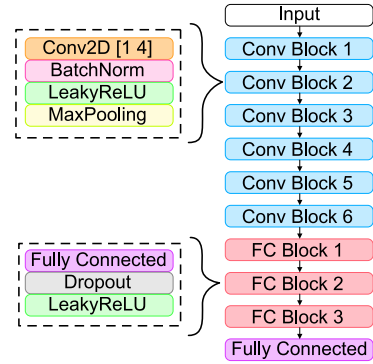 Input
Conv2D [1 4]
BatchNorm
LeakyReLU
MaxPooling
Conv Block 1
Conv Block 2
Conv Block 3
Conv Block 4
Conv Block 5
Conv Block 6
Fully Connected
Dropout
LeakyReLU
FC Block 1
FC Block 2
FC Block 3
Fully Connected